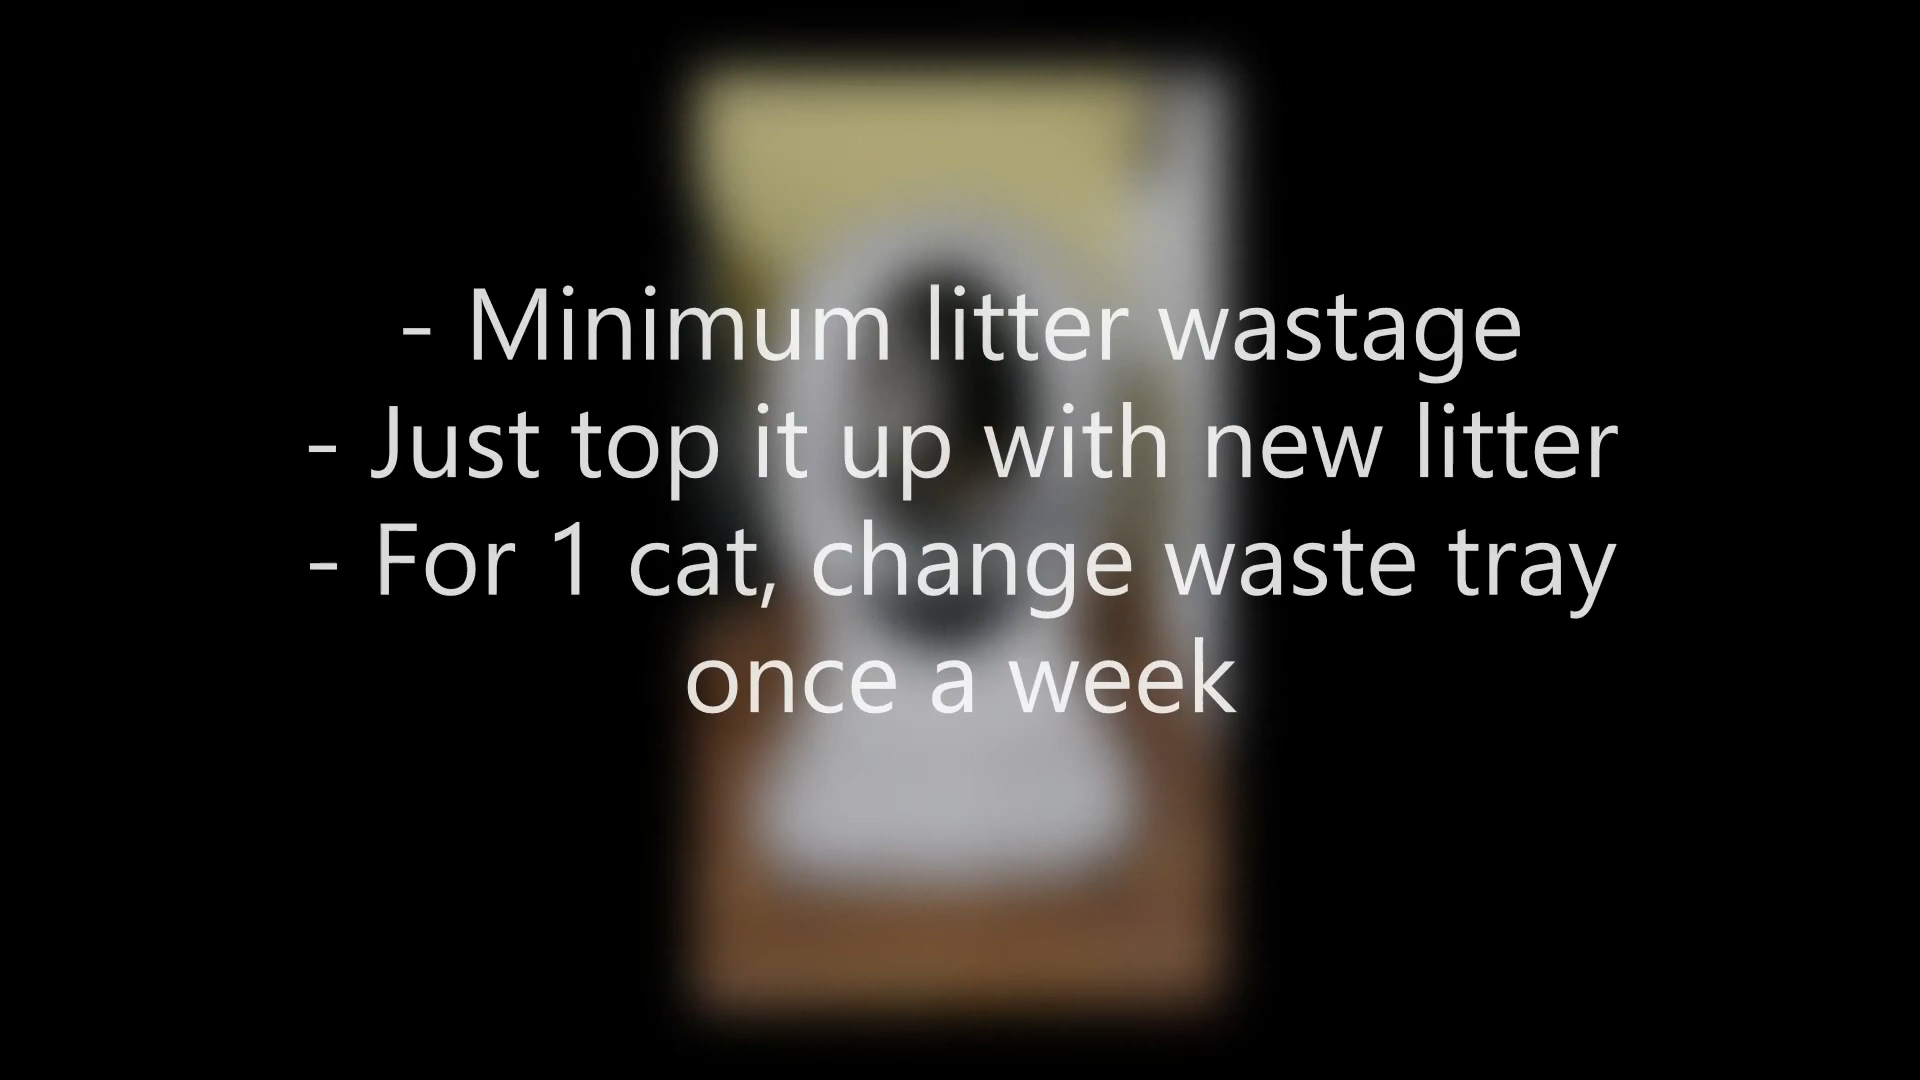 - Minimum litter wastage
- Just top it up with new litter
- For 1 cat, change waste tray
once a week